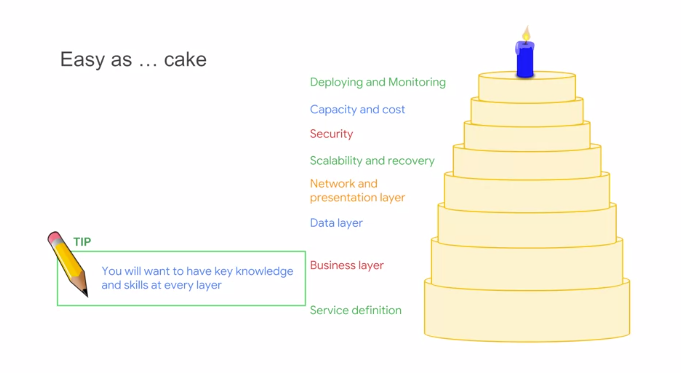 Easy as … cake
Deploying and Monitoring
Capacity and cost
Security
Scalability and recovery
Network and
presentation layer
Data layer
Business layer
Service definition
TIP
You will want to have key knowledge
and skills at every layer